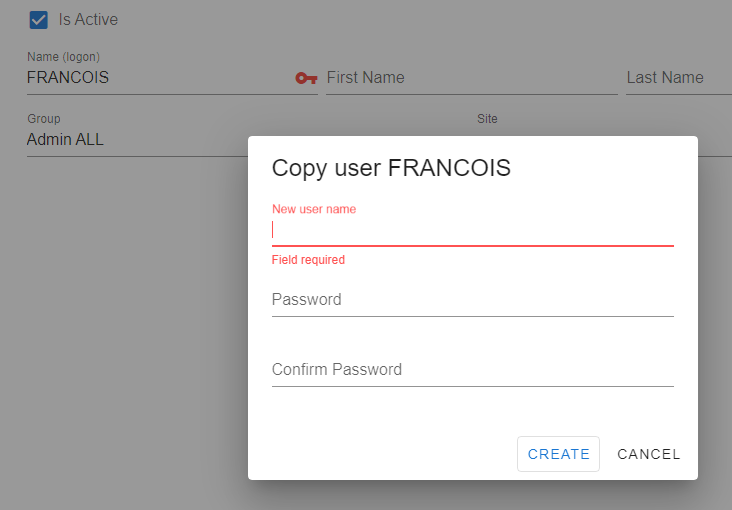 Is Active
Name (logon)
FRANCOIS
First Name
Last Name
Group
Site
Admin ALL
Copy user FRANCOIS
New user name
Field required
Password
Confirm Password
CREATE
CANCEL